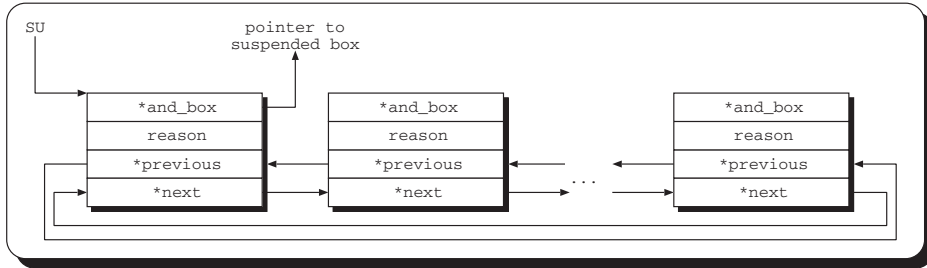 SU
pointer to
suspended box
*and_box
reason
*previous
*next
*and_box
reason
*previous
*next
...
*and_box
reason
*previous
*next